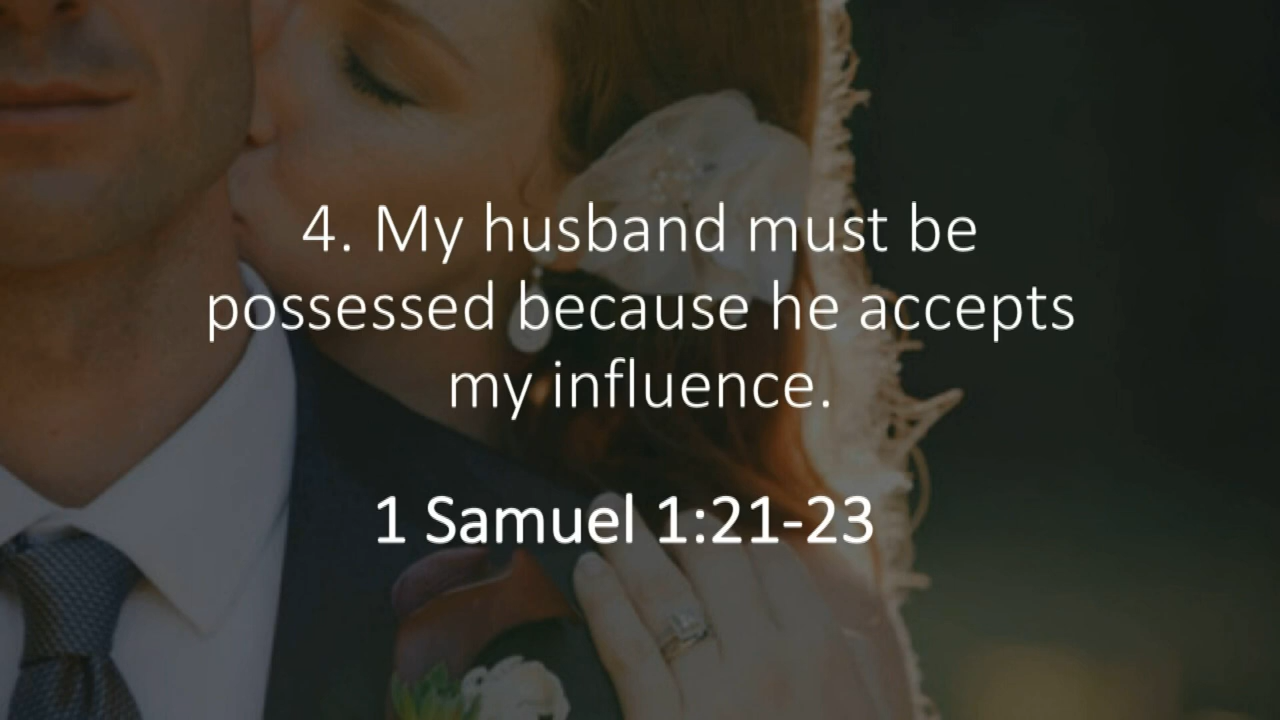 4. My husband must be
possessed because he accepts
my influence.
1 Samuel 1:21-23